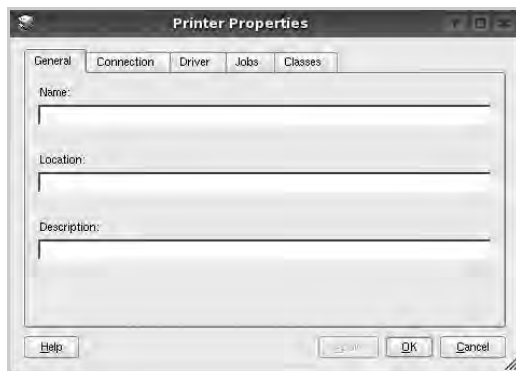 Printer Properties
General Connection Driver Jobs Classes
Name:
Location:
Description:
Help OK Cancel